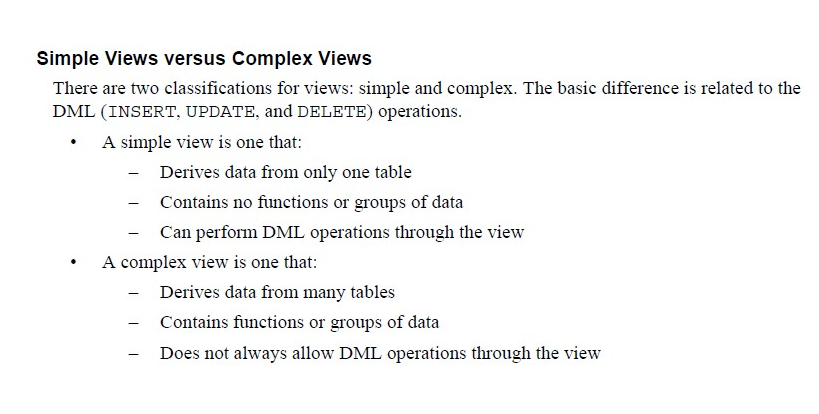 Simple Views versus Complex Views
There are two classifications for views: simple and complex. The basic difference is related to the
DML (INSERT, UPDATE, and DELETE) operations.
• A simple view is one that:
– Derives data from only one table
– Contains no functions or groups of data
– Can perform DML operations through the view
• A complex view is one that:
– Derives data from many tables
– Contains functions or groups of data
– Does not always allow DML operations through the view